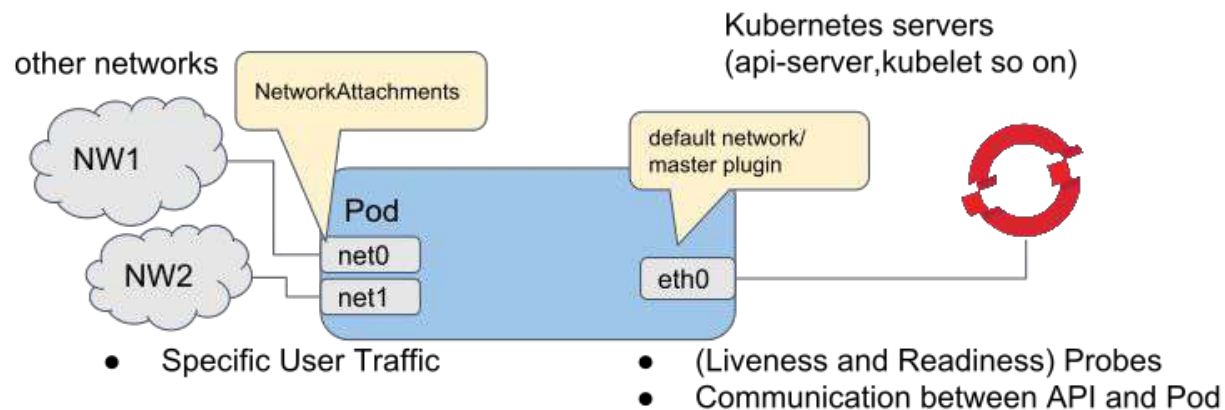 Kubernetes servers
(api-server,kubelet so on)
other networks
NetworkAttachments
default network/
master plugin
NW1
Pod
net0
NW2
eth0
net1
● Specific User Traffic
● (Liveness and Readiness) Probes
● Communication between API and Pod